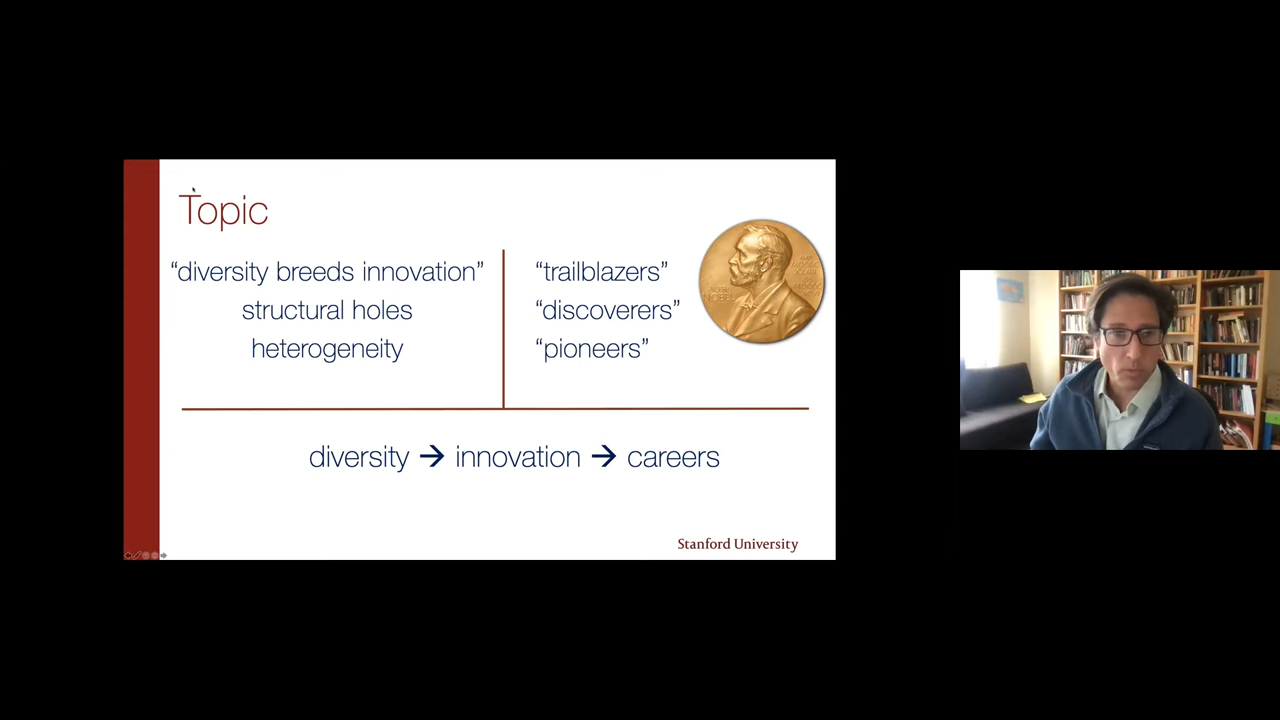 Topic
“diversity breeds innovation”
structural holes
heterogeneity
“trailblazers”
“discoverers”
“pioneers”
diversity → innovation → careers
Stanford University